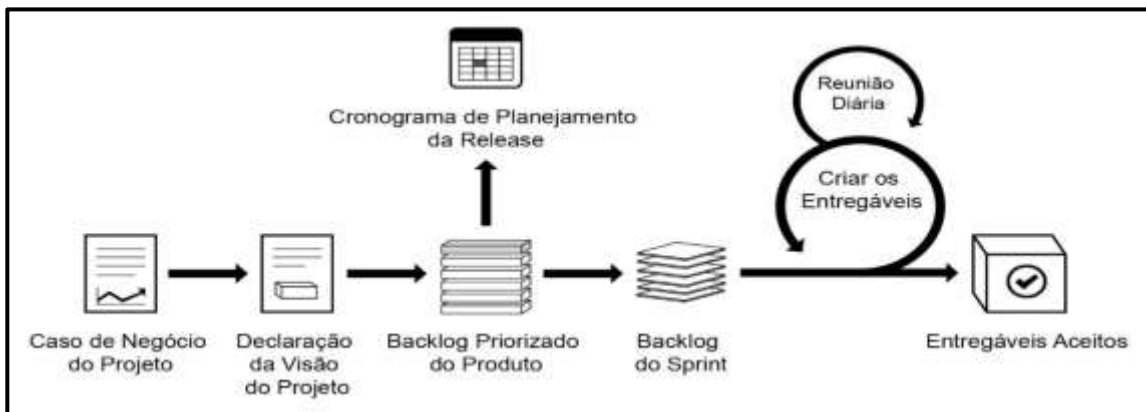 Cronograma de Planejamento
da Release
Reunião
Diária
Criar os
Entregáveis
Caso de Negócio
do Projeto
Declaração
da Visão
do Projeto
Backlog Priorizado
do Produto
Backlog
do Sprint
Entregáveis Aceitos